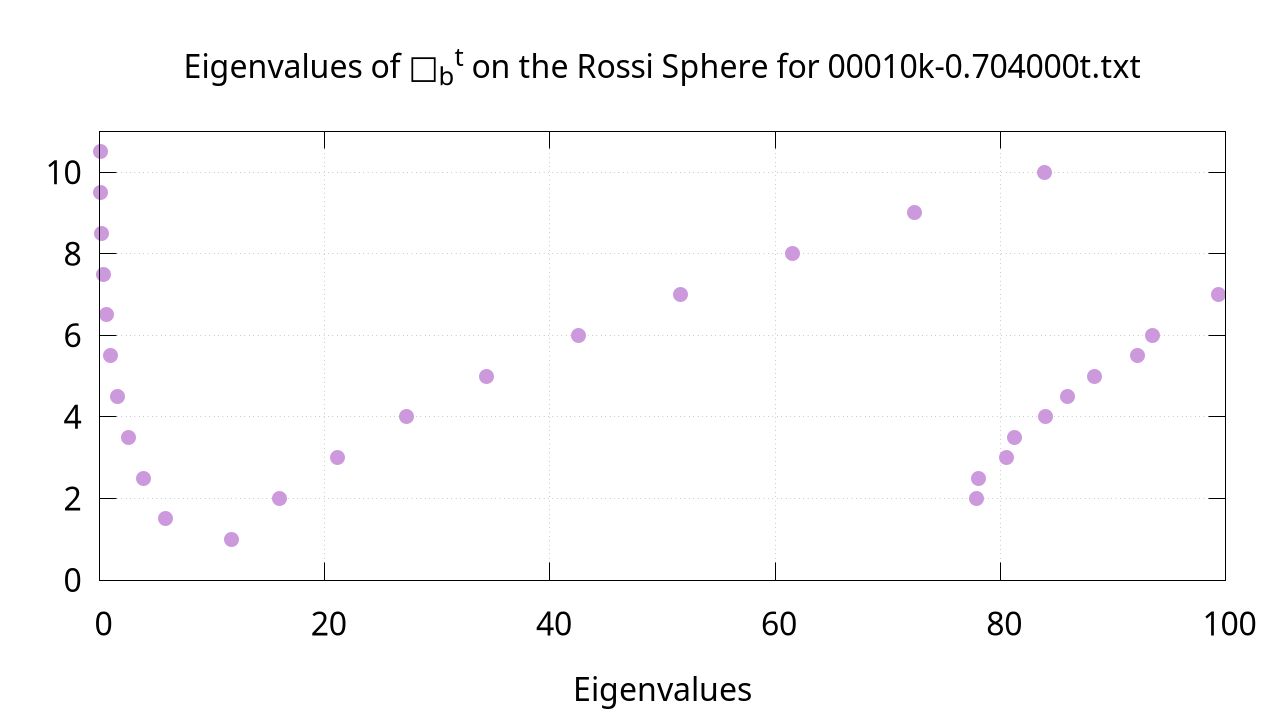 Eigenvalues of □_b^t on the Rossi Sphere for 00010k-0.704000t.txt
10
8
6
4
2
0
0 20 40 60 80 100
Eigenvalues